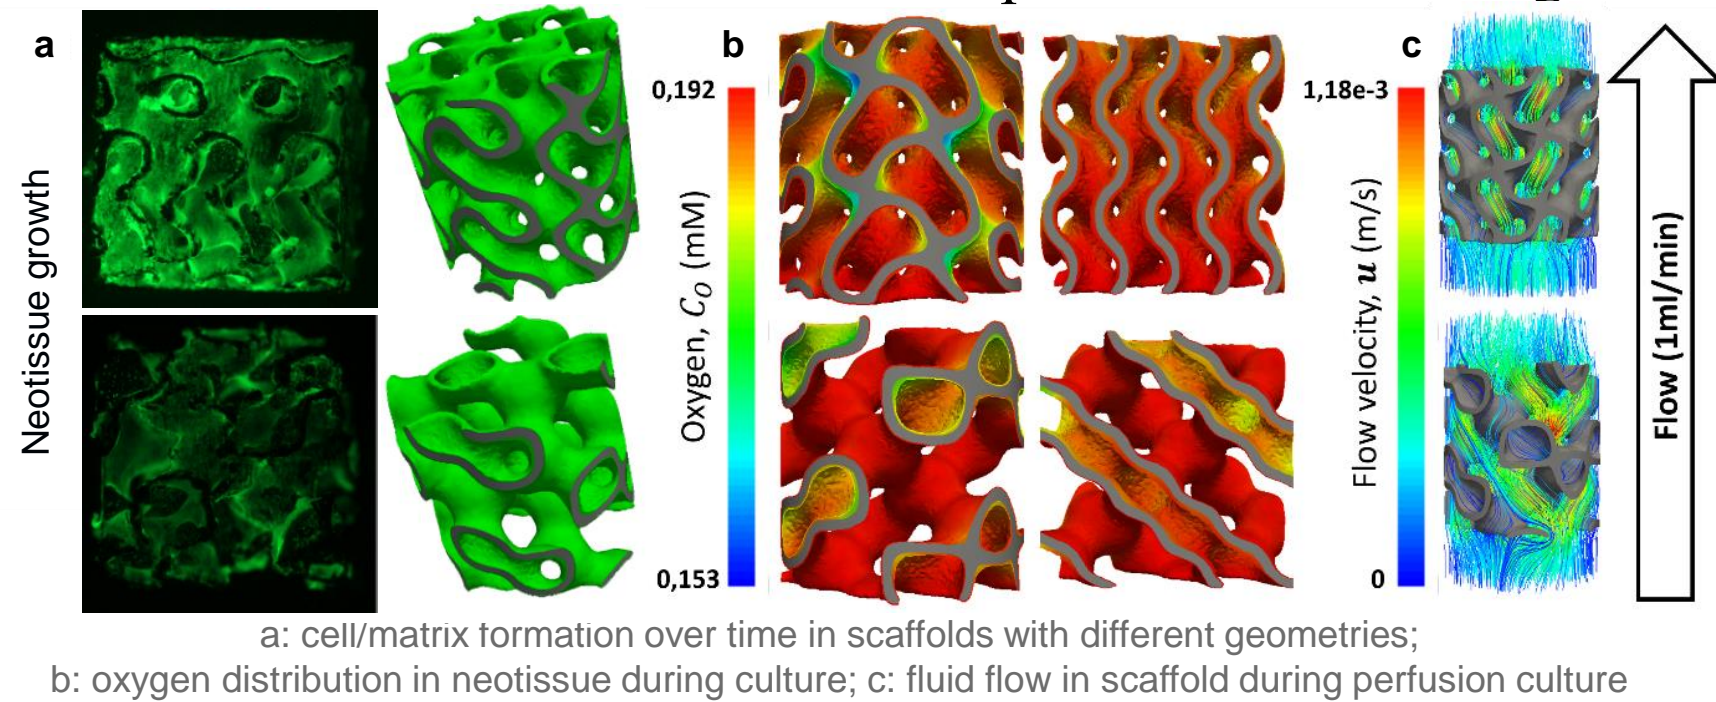 a
b
c
Neotissue growth
0,192
Oxygen, C_O (mM)
0,153
1,18e-3
Flow velocity, u (m/s)
0
Flow (1ml/min)
a: cell/matrix formation over time in scaffolds with different geometries;
b: oxygen distribution in neotissue during culture; c: fluid flow in scaffold during perfusion culture